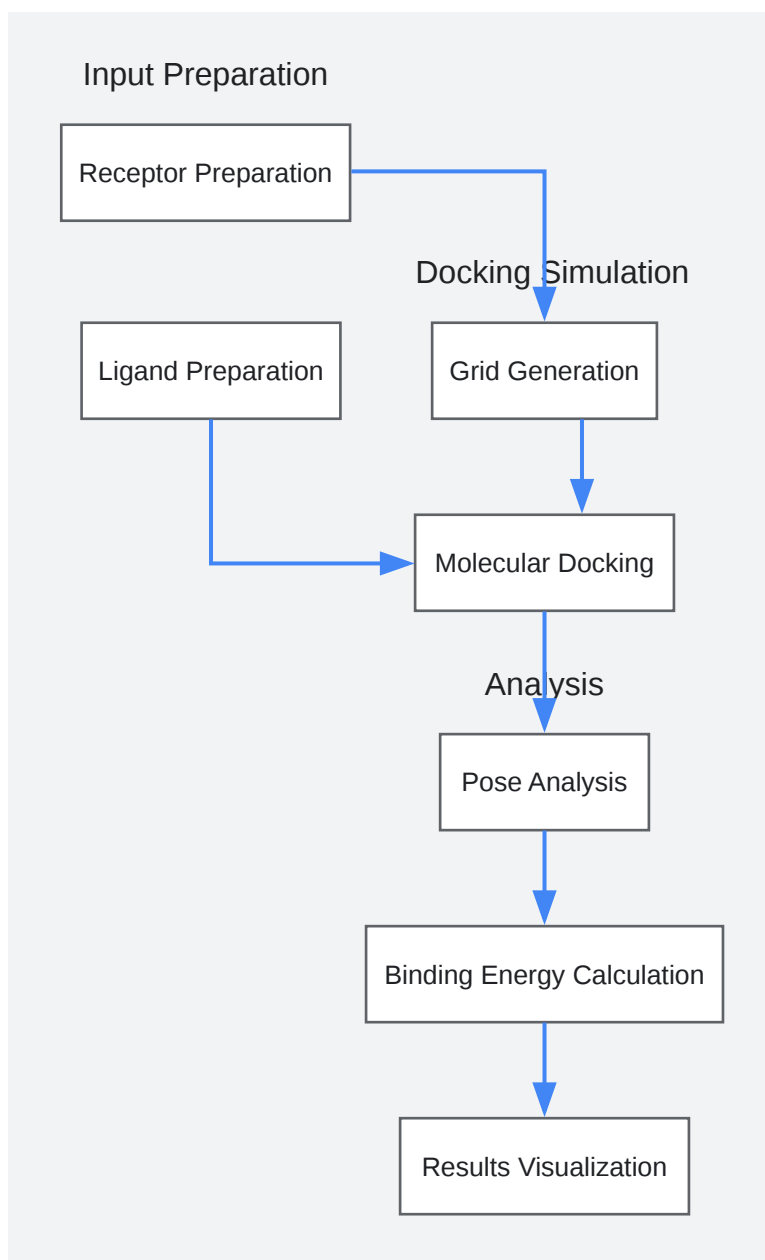 Input Preparation
Receptor Preparation
Docking Simulation
Ligand Preparation
Grid Generation
Molecular Docking
Analysis
Pose Analysis
Binding Energy Calculation
Results Visualization